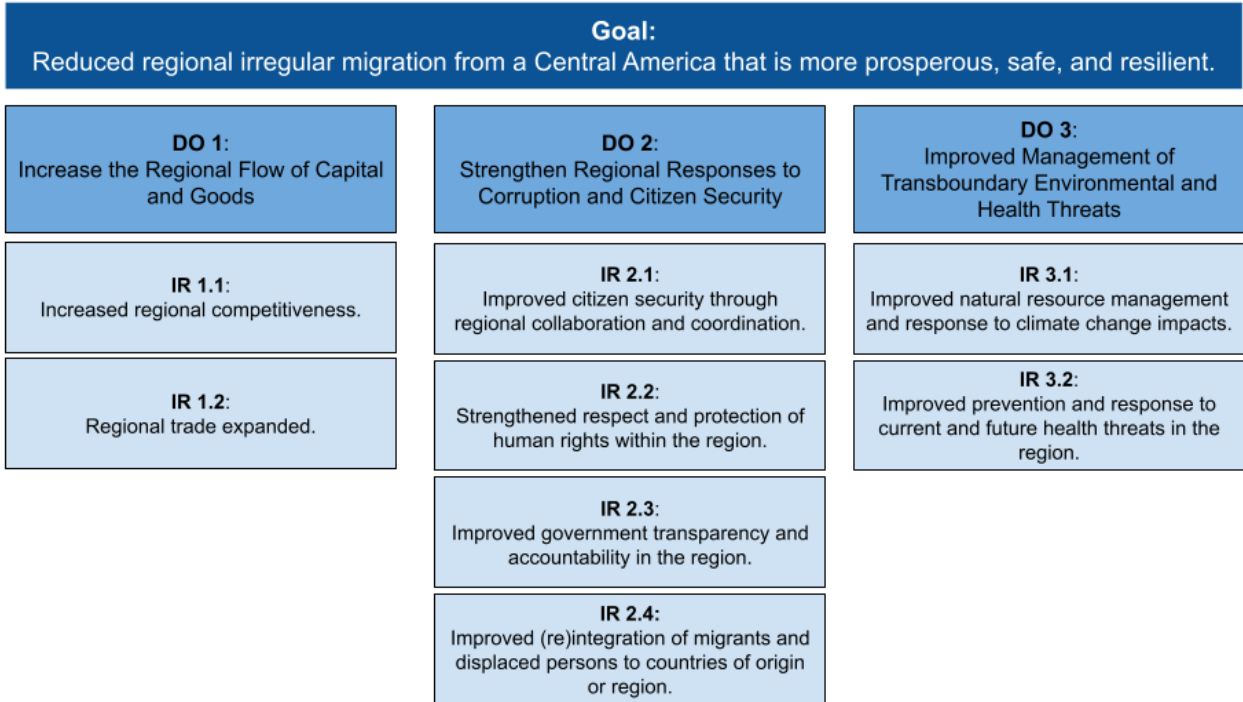 Goal:
Reduced regional irregular migration from a Central America that is more prosperous, safe, and resilient.
DO 1:
Increase the Regional Flow of Capital
and Goods
IR 1.1:
Increased regional competitiveness.
IR 1.2:
Regional trade expanded.
DO 2:
Strengthen Regional Responses to
Corruption and Citizen Security
IR 2.1:
Improved citizen security through
regional collaboration and coordination.
IR 2.2:
Strengthened respect and protection of
human rights within the region.
IR 2.3:
Improved government transparency and
accountability in the region.
IR 2.4:
Improved (re)integration of migrants and
displaced persons to countries of origin
or region.
DO 3:
Improved Management of
Transboundary Environmental and
Health Threats
IR 3.1:
Improved natural resource management
and response to climate change impacts.
IR 3.2:
Improved prevention and response to
current and future health threats in the
region.